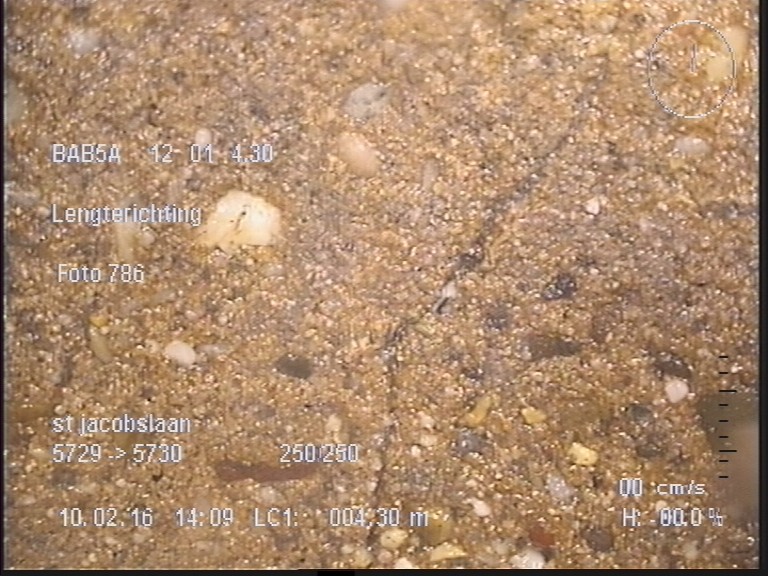 BAB5A 12 01 4.30
Lengterichting
Foto 786
st.jacobslaan
5729 -> 5730 250/250
10.02.16 14:09 LC1: 004,30 m
00 cm/s
H: -00.0 %